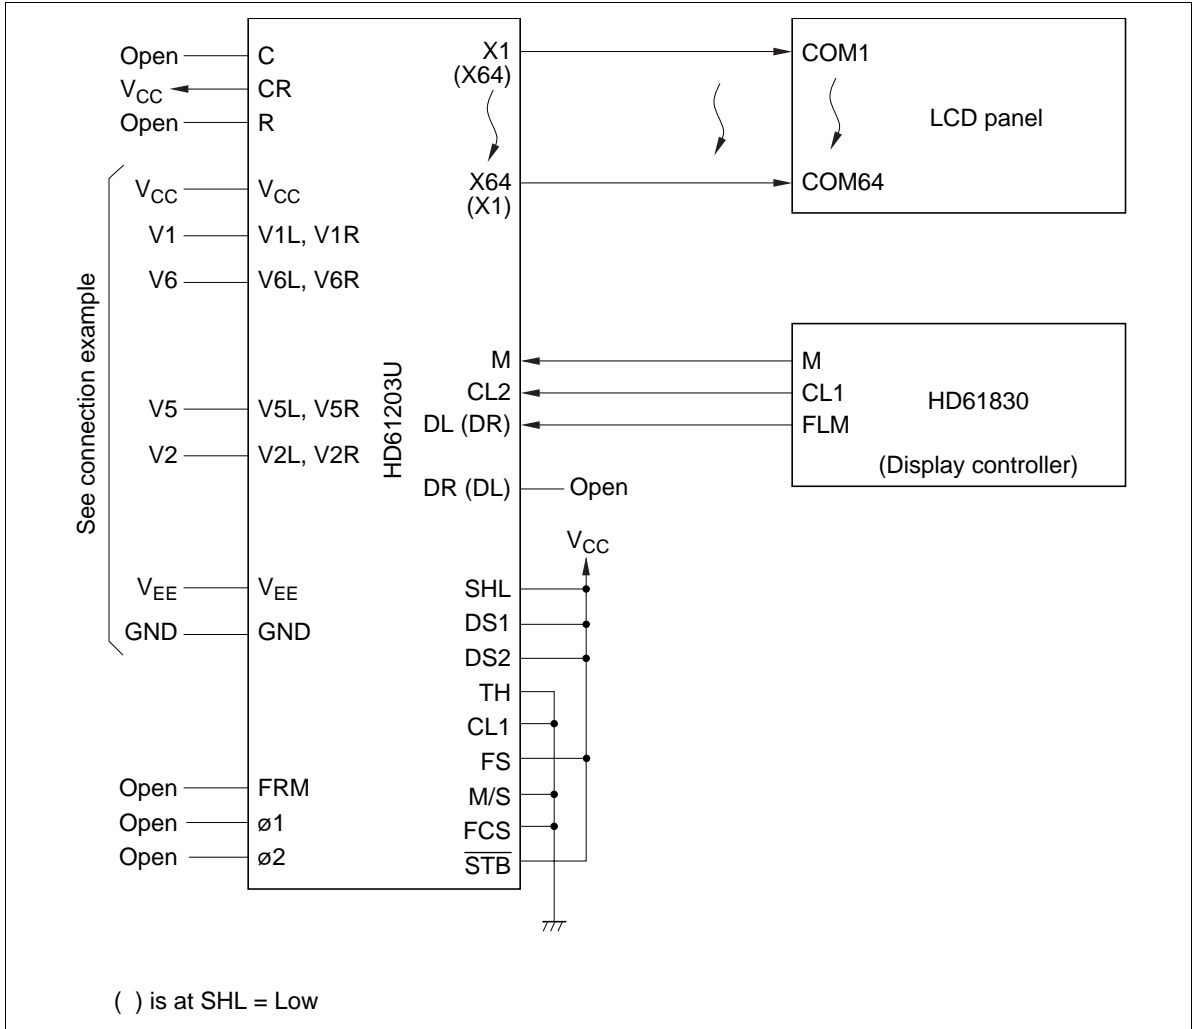 Open C X1 COM1
(X64)
VCC CR
Open R LCD panel
X64 COM64
(X1)
VCC VCC
V1 V1L, V1R
V6 V6L, V6R
See connection example
HD61203U
M M
CL2 CL1 HD61830
DL (DR) FLM
(Display controller)
V5 V5L, V5R
V2 V2L, V2R
DR (DL) Open
VCC
VEE VEE SHL
DS1
GND GND
DS2
TH
CL1
FS
Open FRM M/S
Open ø1 FCS
Open ø2 STB
( ) is at SHL = Low